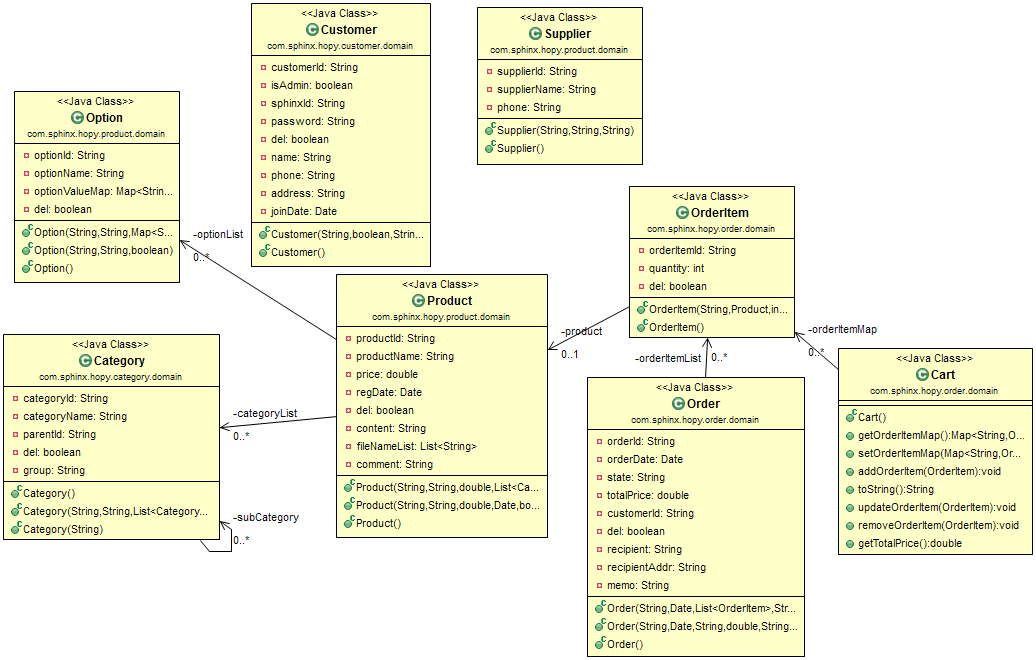 <<Java Class>>
Customer
com.sphinx.hopy.customer.domain
customerId: String
isAdmin: boolean
sphinxId: String
password: String
del: boolean
name: String
phone: String
address: String
joinDate: Date
Customer(String,boolean,Strin...
Customer()
<<Java Class>>
Supplier
com.sphinx.hopy.product.domain
supplierId: String
supplierName: String
phone: String
Supplier(String,String,String)
Supplier()
<<Java Class>>
Option
com.sphinx.hopy.product.domain
optionId: String
optionName: String
optionValueMap: Map<Strin...
del: boolean
Option(String,String,Map<S...
Option(String,String,boolean)
Option()
-optionList
0..*
<<Java Class>>
OrderItem
com.sphinx.hopy.order.domain
orderItemId: String
quantity: int
del: boolean
OrderItem(String,Product,in...
OrderItem()
<<Java Class>>
Product
com.sphinx.hopy.product.domain
productId: String
productName: String
price: double
regDate: Date
del: boolean
content: String
fileNameList: List<String>
comment: String
Product(String,String,double,List<Ca...
Product(String,String,double,Date,bo...
Product()
-product
0..1
-orderItemList
0..*
-orderItemMap
0..*
<<Java Class>>
Category
com.sphinx.hopy.category.domain
categoryId: String
categoryName: String
parentId: String
del: boolean
group: String
Category()
Category(String,String,List<Category...
Category(String)
-categoryList
0..*
-subCategory
0..*
<<Java Class>>
Order
com.sphinx.hopy.order.domain
orderId: String
orderDate: Date
state: String
totalPrice: double
customerId: String
del: boolean
recipient: String
recipientAddr: String
memo: String
Order(String,Date,List<OrderItem>,Str...
Order(String,Date,String,double,String...
Order()
<<Java Class>>
Cart
com.sphinx.hopy.order.domain
Cart()
getOrderItemMap():Map<String,O...
setOrderItemMap(Map<String,Or...
addOrderItem(OrderItem):void
toString():String
updateOrderItem(OrderItem):void
removeOrderItem(OrderItem):void
getTotalPrice():double